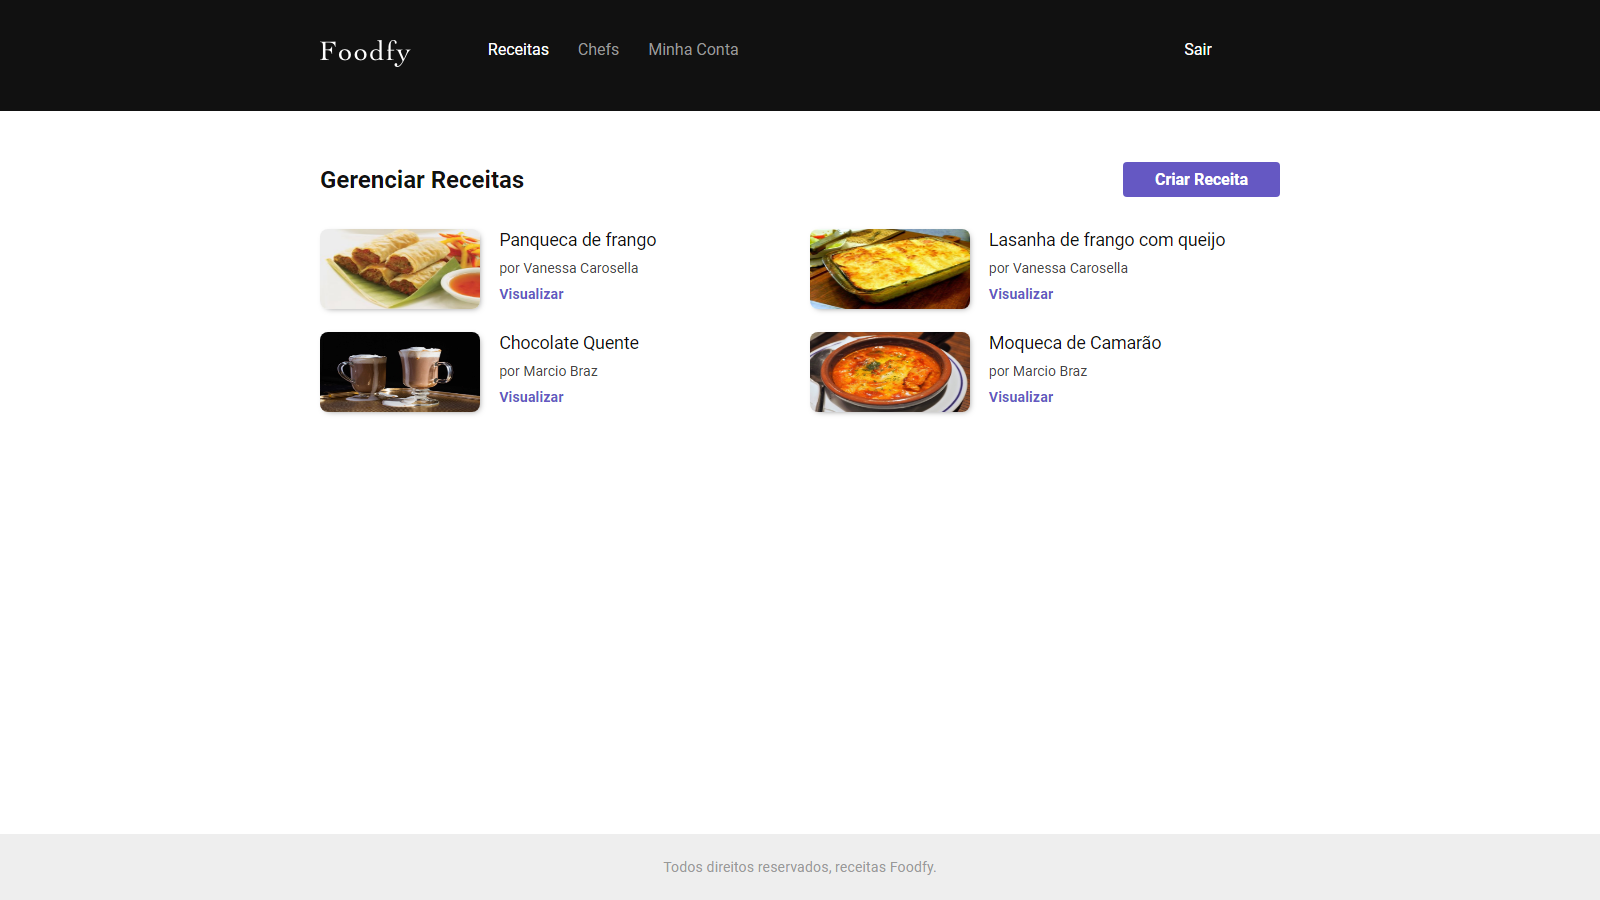 Foodfy
Receitas
Chefs
Minha Conta
Sair
Gerenciar Receitas
Criar Receita
Panqueca de frango
por Vanessa Carosella
Visualizar
Lasanha de frango com queijo
por Vanessa Carosella
Visualizar
Chocolate Quente
por Marcio Braz
Visualizar
Moqueca de Camarão
por Marcio Braz
Visualizar
Todos direitos reservados, receitas Foodfy.